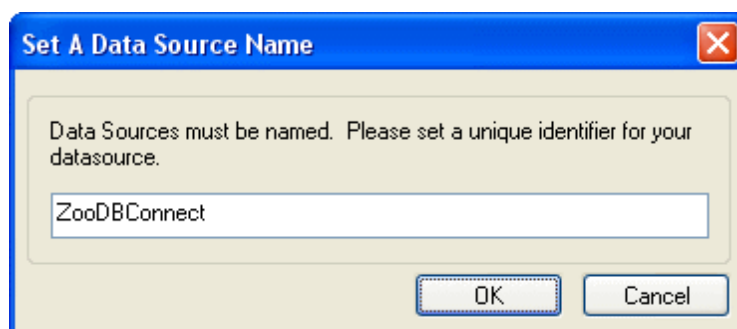 Set A Data Source Name
Data Sources must be named.  Please set a unique identifier for your
datasource.
ZooDBConnect
OK
Cancel